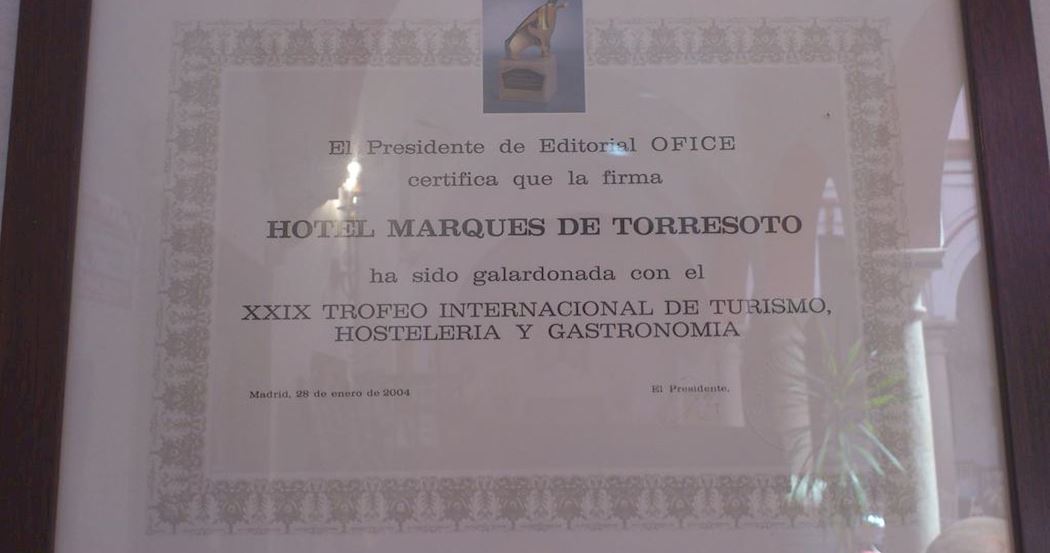 El Presidente de Editorial OFICE
certifica que la firma
HOTEL MARQUES DE TORRESOTO
ha sido galardonada con el
XXIX TROFEO INTERNACIONAL DE TURISMO,
HOSTELERIA Y GASTRONOMIA
Madrid, 28 de enero de 2004
El Presidente,